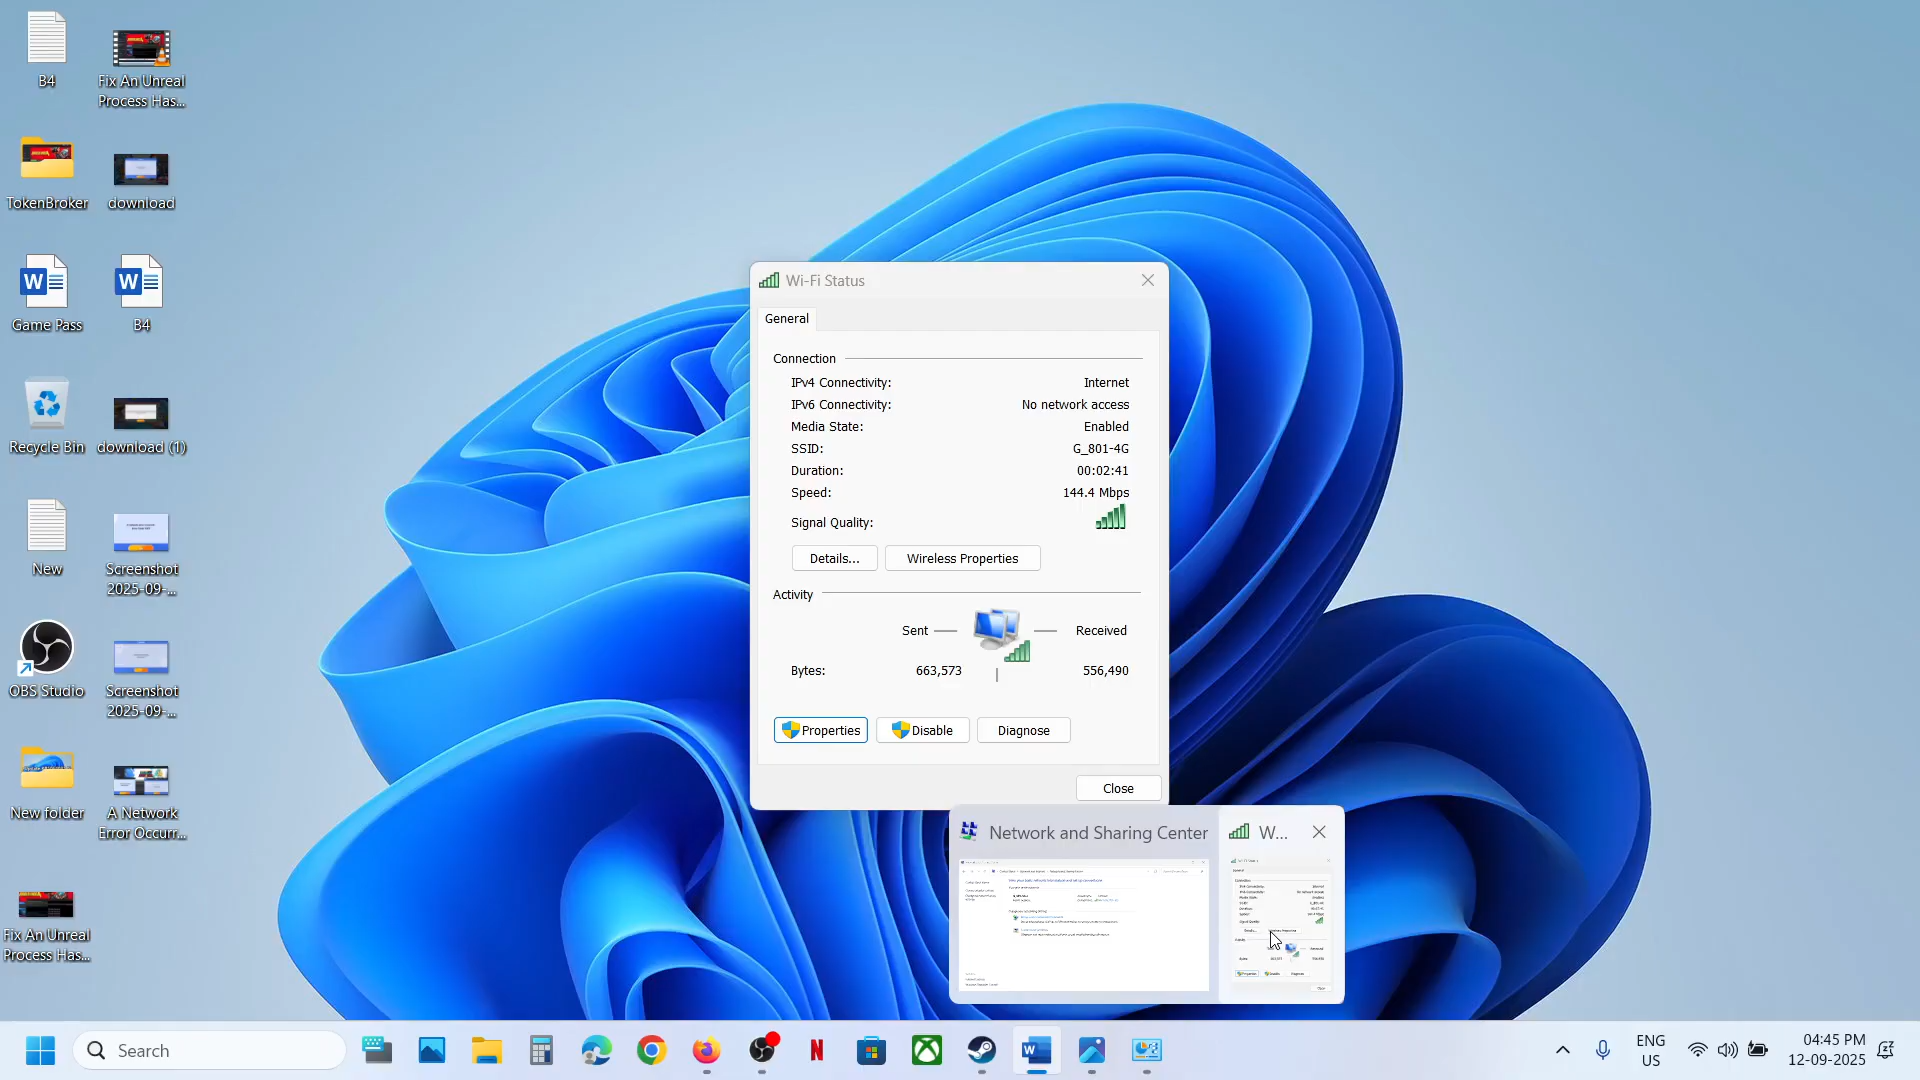 B4
Fix An Unreal
Process Has...
TokenBroker
download
Game Pass
B4
Recycle Bin
download (1)
New
Screenshot
2025-09-...
OBS Studio
Screenshot
2025-09-...
New folder
A Network
Error Occurr...
Fix An Unreal
Process Has...
Wi-Fi Status
General
Connection
IPv4 Connectivity: Internet
IPv6 Connectivity: No network access
Media State: Enabled
SSID: G_801-4G
Duration: 00:02:41
Speed: 144.4 Mbps
Signal Quality:
Details... Wireless Properties
Activity
Sent Received
Bytes: 663,573 556,490
Properties Disable Diagnose
Close
Network and Sharing Center W...
Search
ENG
US
04:45 PM
12-09-2025